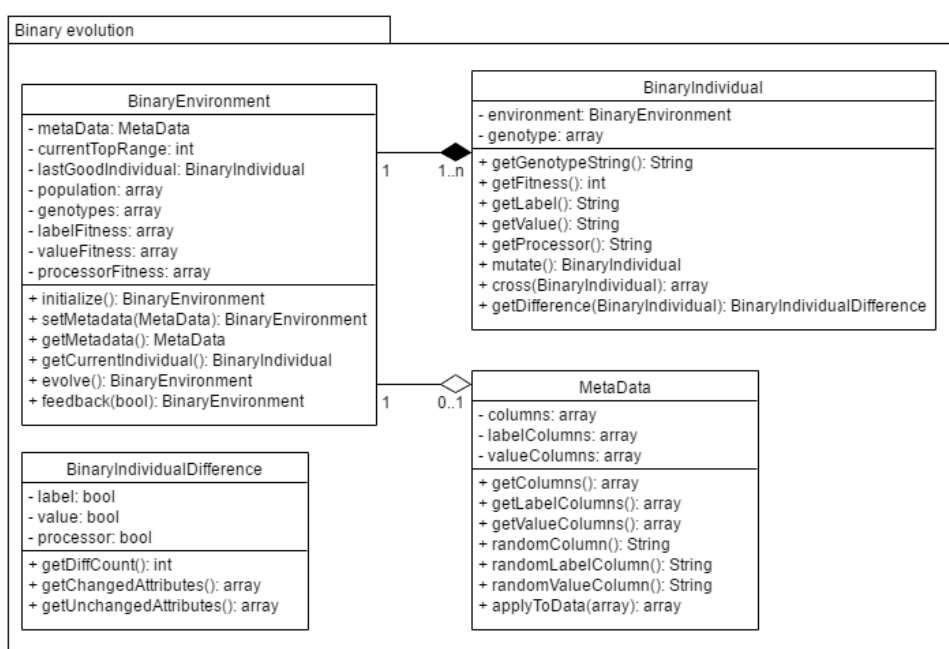 Binary evolution
BinaryEnvironment
- metaData: MetaData
- currentTopRange: int
- lastGoodIndividual: BinaryIndividual
- population: array
- genotypes: array
- labelFitness: array
- valueFitness: array
- processorFitness: array
+ initialize(): BinaryEnvironment
+ setMetadata(MetaData): BinaryEnvironment
+ getMetadata(): MetaData
+ getCurrentIndividual(): BinaryIndividual
+ evolve(): BinaryEnvironment
+ feedback(bool): BinaryEnvironment
1
1..n
BinaryIndividual
- environment: BinaryEnvironment
- genotype: array
+ getGenotypeString(): String
+ getFitness(): int
+ getLabel(): String
+ getValue(): String
+ getProcessor(): String
+ mutate(): BinaryIndividual
+ cross(BinaryIndividual): array
+ getDifference(BinaryIndividual): BinaryIndividualDifference
1
0..1
MetaData
- columns: array
- labelColumns: array
- valueColumns: array
+ getColumns(): array
+ getLabelColumns(): array
+ getValueColumns(): array
+ randomColumn(): String
+ randomLabelColumn(): String
+ randomValueColumn(): String
+ applyToData(array): array
BinaryIndividualDifference
- label: bool
- value: bool
- processor: bool
+ getDiffCount(): int
+ getChangedAttributes(): array
+ getUnchangedAttributes(): array